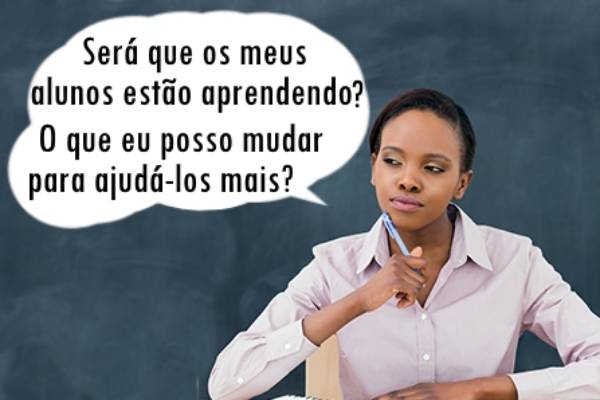 Será que os meus
alunos estão aprendendo?
O que eu posso mudar
para ajudá-los mais?